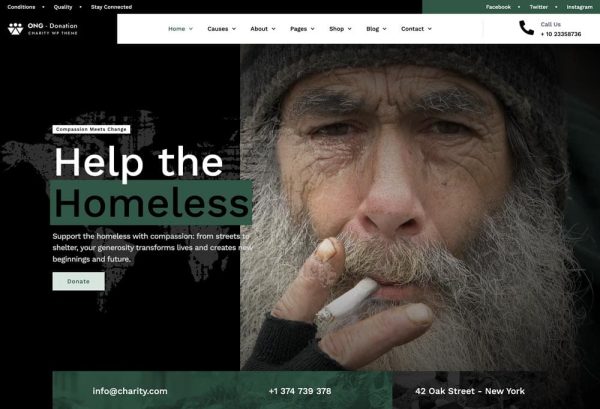 Conditions • Quality • Stay Connected
Facebook • Twitter • Instagram
ONG - Donation
CHARITY WP THEME
Home Causes About Pages Shop Blog Contact
Call Us
+ 10 23358736
Compassion Meets Change
Help the
Homeless
Support the homeless with compassion: from streets to
shelter, your generosity transforms lives and creates new
beginnings and future.
Donate
info@charity.com
+1 374 739 378
42 Oak Street - New York